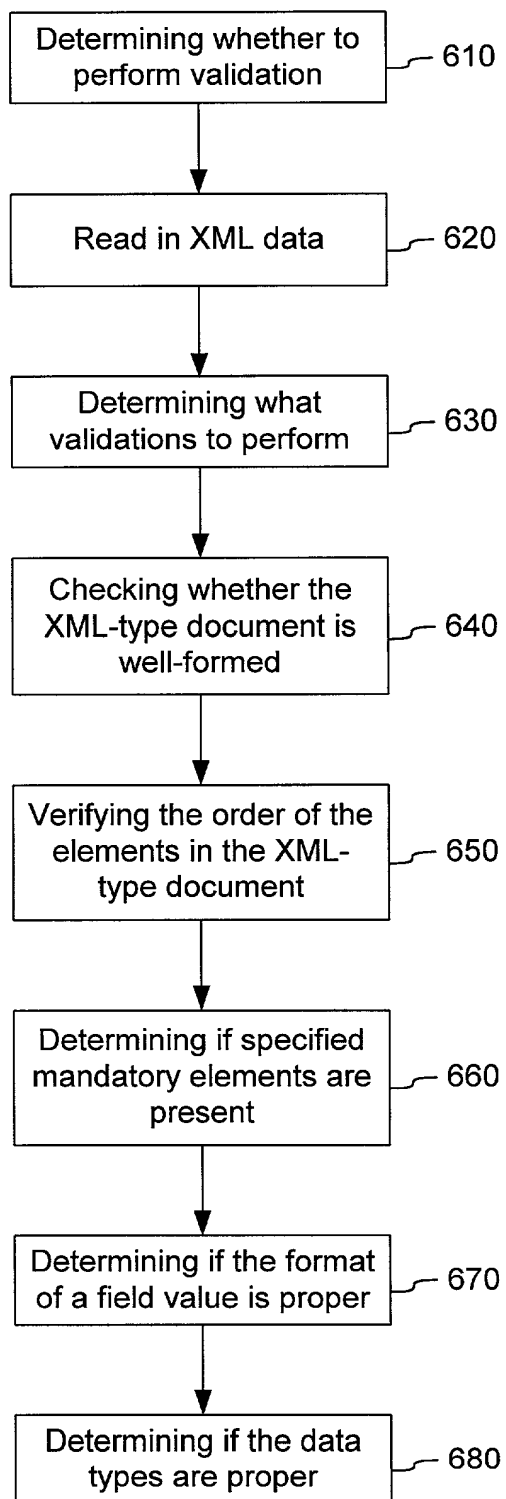 Determining whether to
perform validation
610
Read in XML data
620
Determining what
validations to perform
630
Checking whether the
XML-type document is
well-formed
640
Verifying the order of the
elements in the XML-
type document
650
Determining if specified
mandatory elements are
present
660
Determining if the format
of a field value is proper
670
Determining if the data
types are proper
680